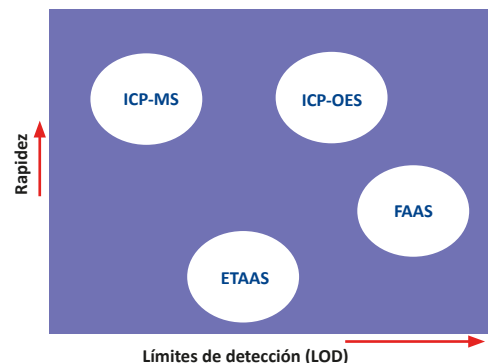 ICP-MS
ICP-OES
Rapidez
FAAS
ETAAS
Límites de detección (LOD)